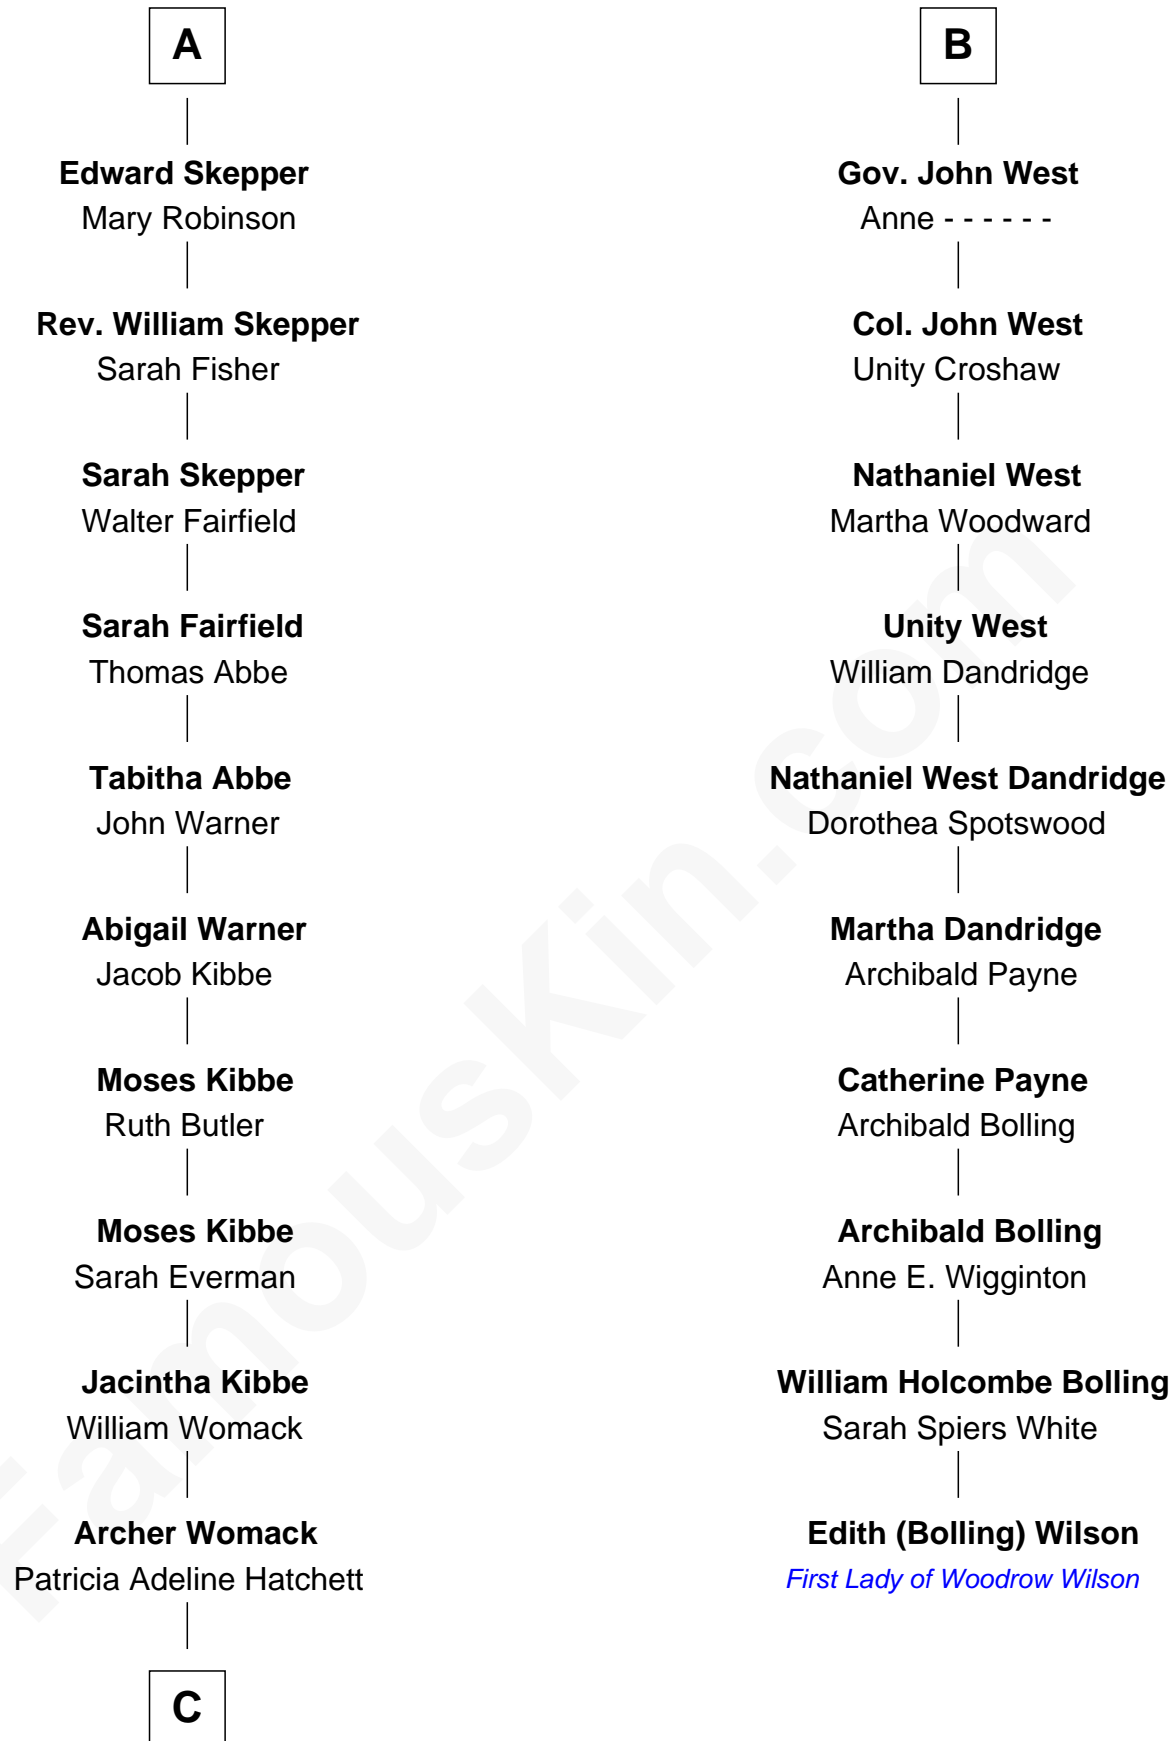 A
Edward Skepper
Mary Robinson
Rev. William Skepper
Sarah Fisher
Sarah Skepper
Walter Fairfield
Sarah Fairfield
Thomas Abbe
Tabitha Abbe
John Warner
Abigail Warner
Jacob Kibbe
Moses Kibbe
Ruth Butler
Moses Kibbe
Sarah Everman
Jacintha Kibbe
William Womack
Archer Womack
Patricia Adeline Hatchett
C
B
Gov. John West
Anne - - - - - -
Col. John West
Unity Croshaw
Nathaniel West
Martha Woodward
Unity West
William Dandridge
Nathaniel West Dandridge
Dorothea Spotswood
Martha Dandridge
Archibald Payne
Catherine Payne
Archibald Bolling
Archibald Bolling
Anne E. Wigginton
William Holcombe Bolling
Sarah Spiers White
Edith (Bolling) Wilson
First Lady of Woodrow Wilson
FamousKin.com